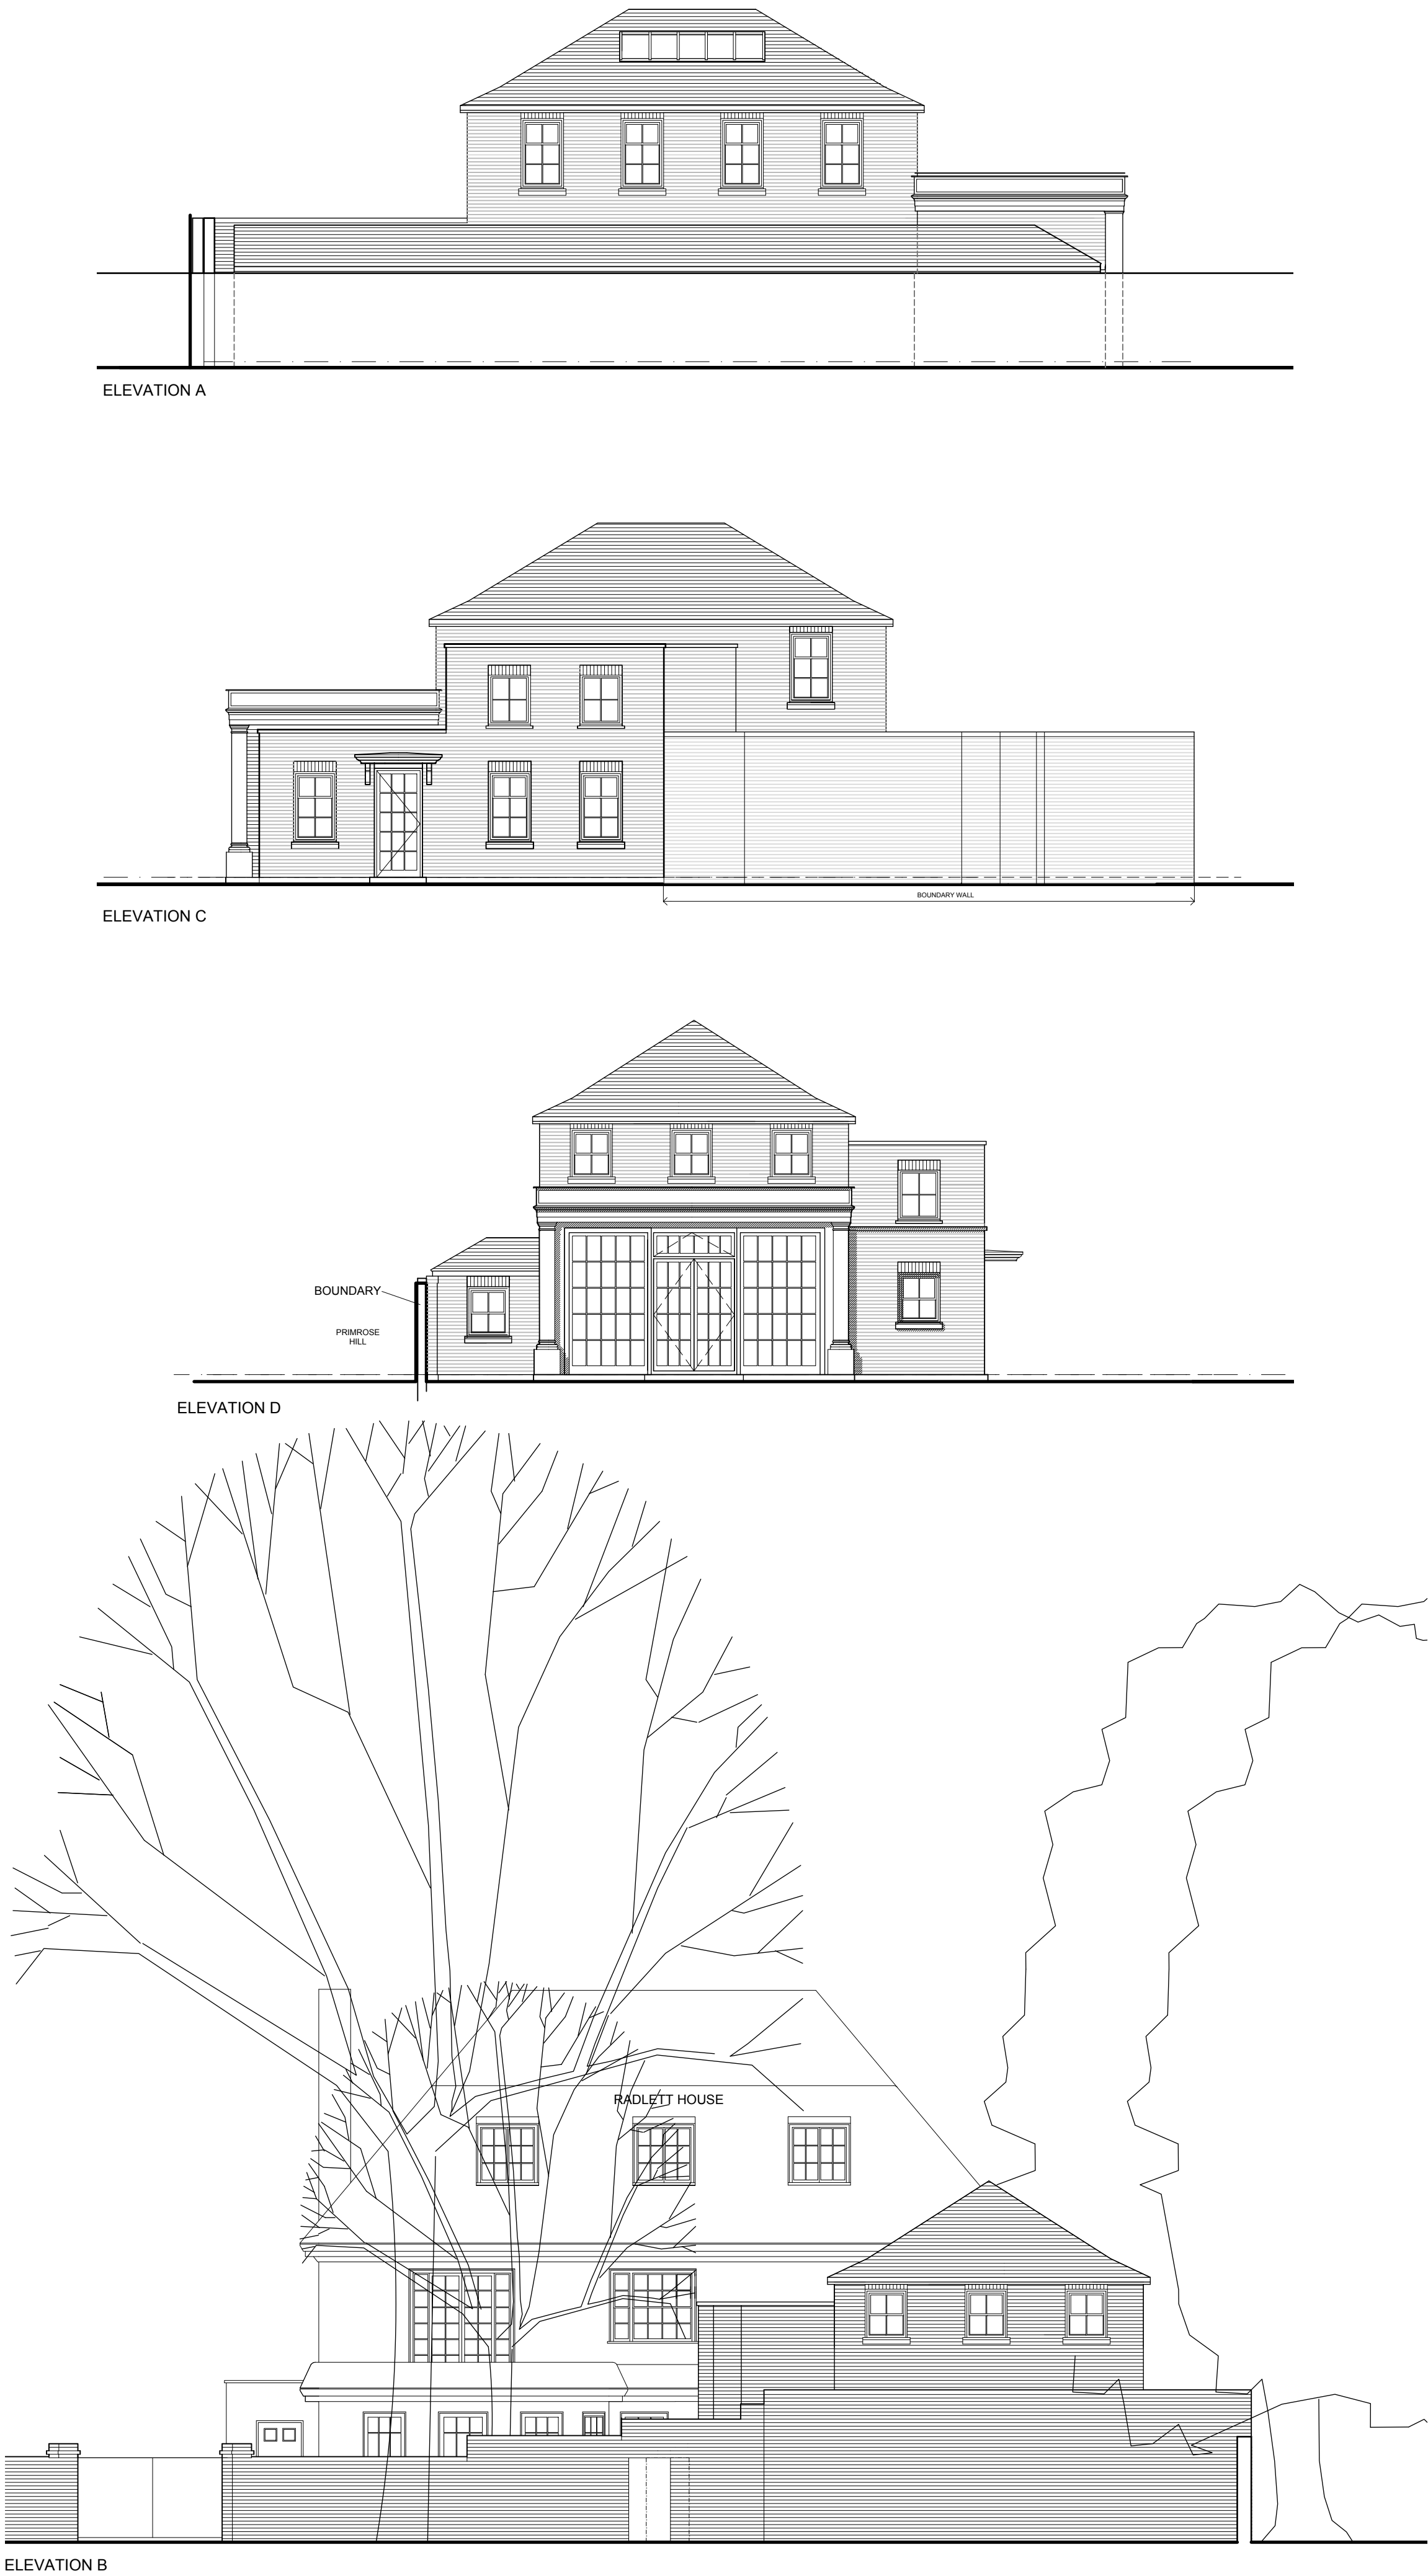 ELEVATION A
ELEVATION C
BOUNDARY WALL
BOUNDARY
PRIMROSE
HILL
ELEVATION D
RADLETT HOUSE
ELEVATION B